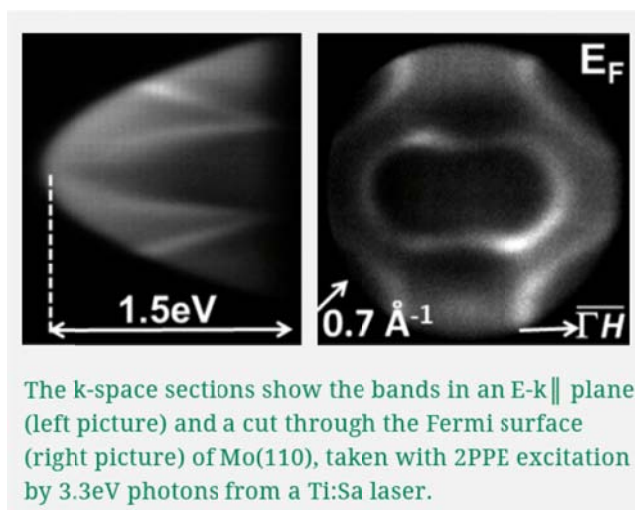 E_F
1.5eV
0.7 Å⁻¹
Γ̅H̅
The k-space sections show the bands in an E-k∥ plane
(left picture) and a cut through the Fermi surface
(right picture) of Mo(110), taken with 2PPE excitation
by 3.3eV photons from a Ti:Sa laser.